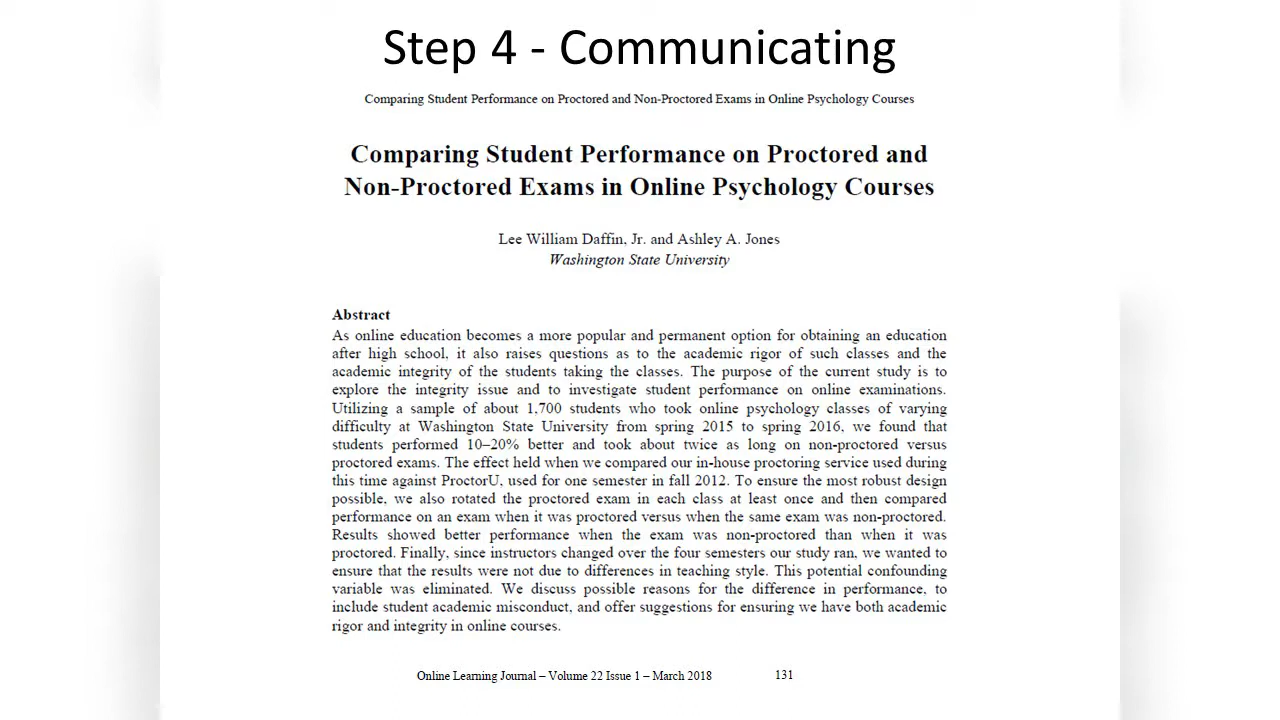 Step 4 - Communicating
Comparing Student Performance on Proctored and Non-Proctored Exams in Online Psychology Courses
Comparing Student Performance on Proctored and
Non-Proctored Exams in Online Psychology Courses
Lee William Daffin, Jr. and Ashley A. Jones
Washington State University
Abstract
As online education becomes a more popular and permanent option for obtaining an education
after high school, it also raises questions as to the academic rigor of such classes and the
academic integrity of the students taking the classes. The purpose of the current study is to
explore the integrity issue and to investigate student performance on online examinations.
Utilizing a sample of about 1,700 students who took online psychology classes of varying
difficulty at Washington State University from spring 2015 to spring 2016, we found that
students performed 10–20% better and took about twice as long on non-proctored versus
proctored exams. The effect held when we compared our in-house proctoring service used during
this time against ProctorU, used for one semester in fall 2012. To ensure the most robust design
possible, we also rotated the proctored exam in each class at least once and then compared
performance on an exam when it was proctored versus when the same exam was non-proctored.
Results showed better performance when the exam was non-proctored than when it was
proctored. Finally, since instructors changed over the four semesters our study ran, we wanted to
ensure that the results were not due to differences in teaching style. This potential confounding
variable was eliminated. We discuss possible reasons for the difference in performance, to
include student academic misconduct, and offer suggestions for ensuring we have both academic
rigor and integrity in online courses.
Online Learning Journal – Volume 22 Issue 1 – March 2018 131